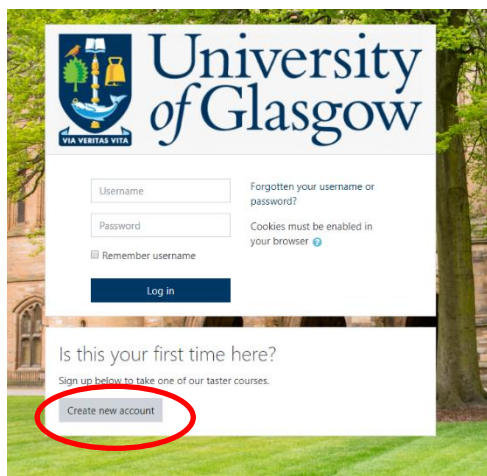 University
of Glasgow
VIA VERITAS VITA
Username
Forgotten your username or
password?
Password
Cookies must be enabled in
your browser
Remember username
Log in
Is this your first time here?
Sign up below to take one of our taster courses.
Create new account